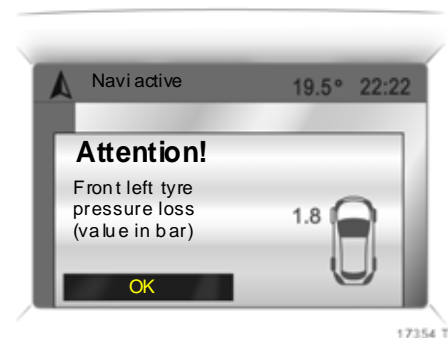 Navi active 19.5° 22:22
Attention!
Front left tyre
pressure loss
(value in bar)
1.8
OK
17354 T